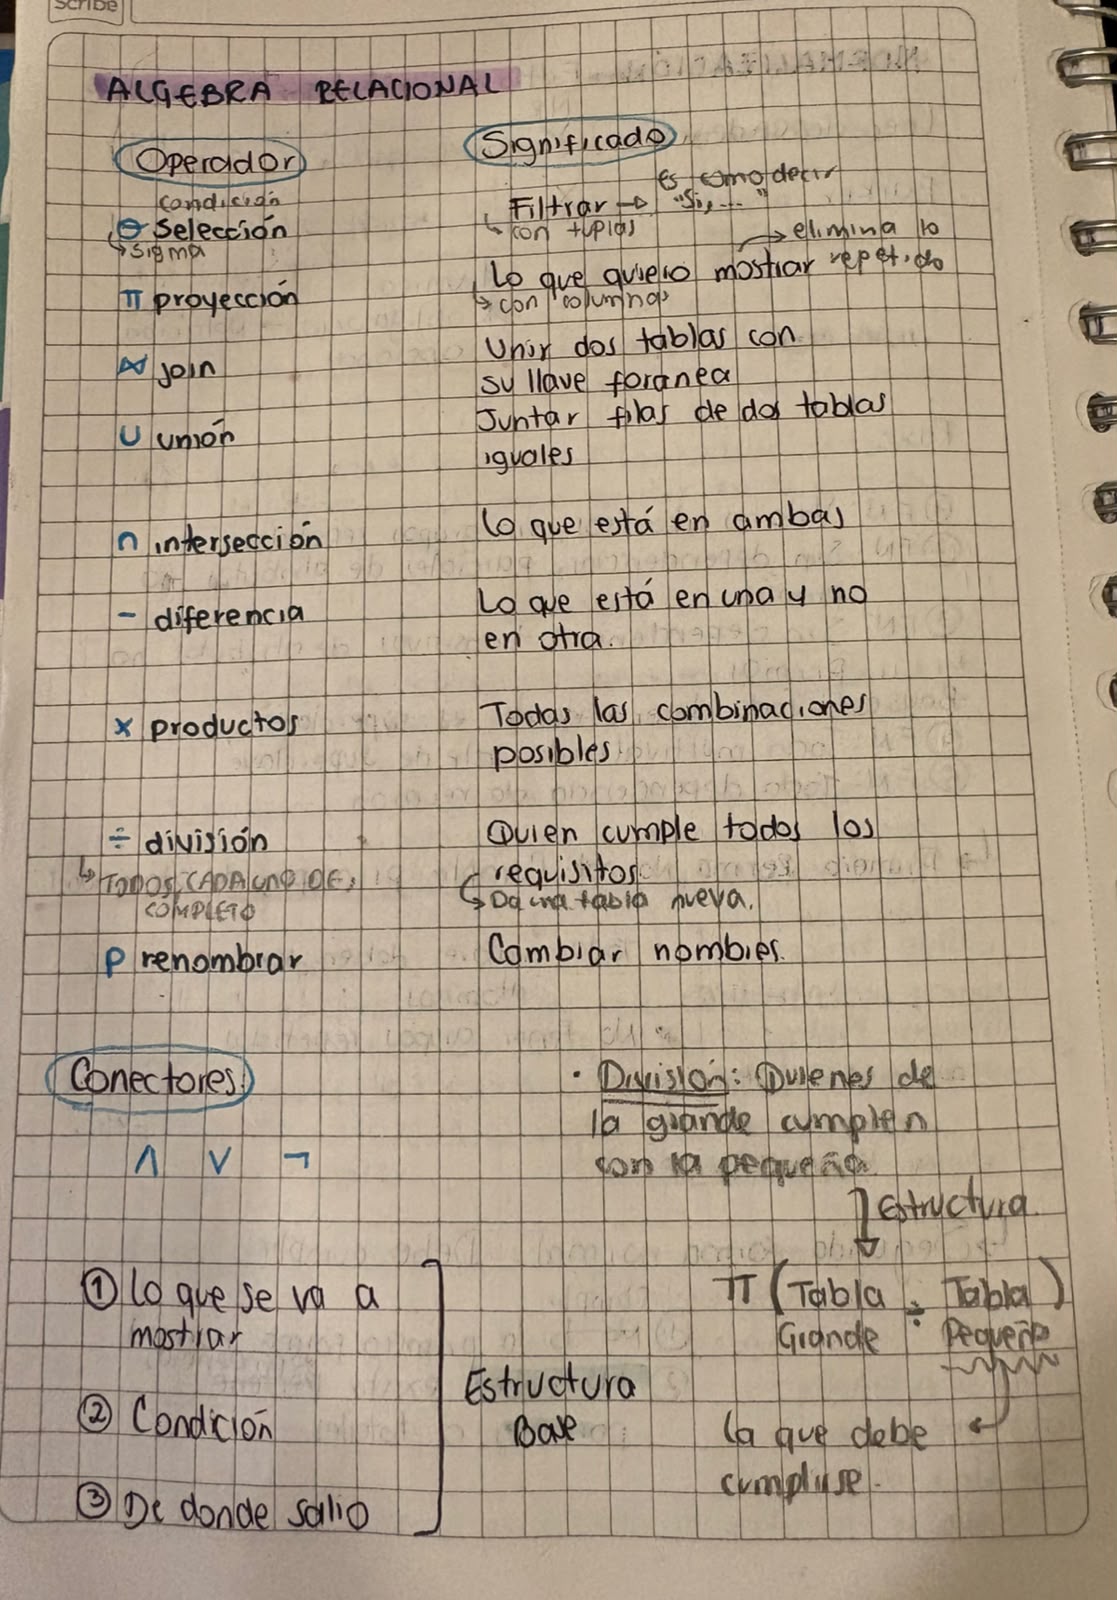 Scribe
ALGEBRA RELACIONAL
Operador
Significado
condición
Θ Selección
↳ Sigma
Filtrar → Es como decir "Si, ..."
↳ con tuplas
π proyección
Lo que quiero mostrar → elimina lo repetido
↳ con columnas
⋈ join
Unir dos tablas con
su llave foranea
∪ unión
Juntar filas de dos tablas
iguales
∩ intersección
Lo que está en ambas
− diferencia
Lo que está en una y no
en otra.
× productos
Todas las combinaciones
posibles
÷ división
↳ TODOS, CADA UNO DE,
COMPLETO
Quien cumple todos los
requisitos
↳ Da una tabla nueva.
ρ renombrar
Cambiar nombres.
Conectores:
∧ ∨ ¬
· División: Quienes de
la grande cumplen
con la pequeña
Estructura
π (Tabla Grande ÷ Tabla Pequeña)
La que debe
cumplirse.
① Lo que se va a
mostrar
② Condición
③ De donde salio
Estructura
Base